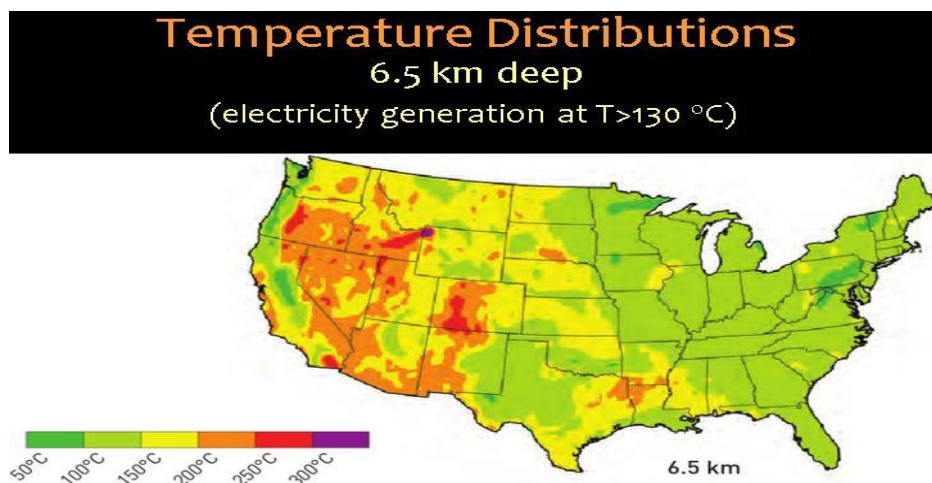 Temperature Distributions
6.5 km deep
(electricity generation at T>130 °C)
50°C
100°C
150°C
200°C
250°C
300°C
6.5 km